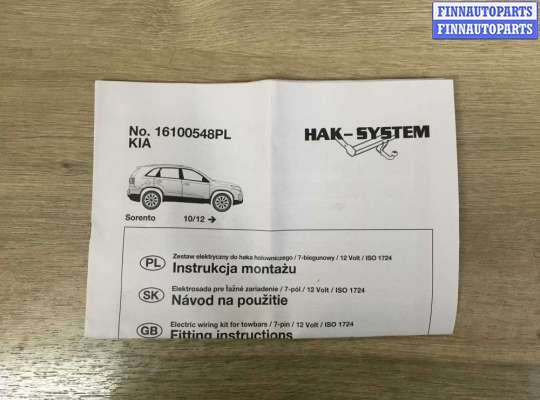 FINNAUTOPARTS
FINNAUTOPARTS
No. 16100548PL
KIA
HAK-SYSTEM
Sorento 10/12 →
PL Zestaw elektryczny do haka holowniczego / 7-biegunowy / 12 Volt / ISO 1724
Instrukcja montażu
SK Elektrosada pre ťažné zariadenie / 7-pól / 12 Volt / ISO 1724
Návod na použitie
GB Electric wiring kit for towbars / 7-pin / 12 Volt / ISO 1724
Fitting instructions